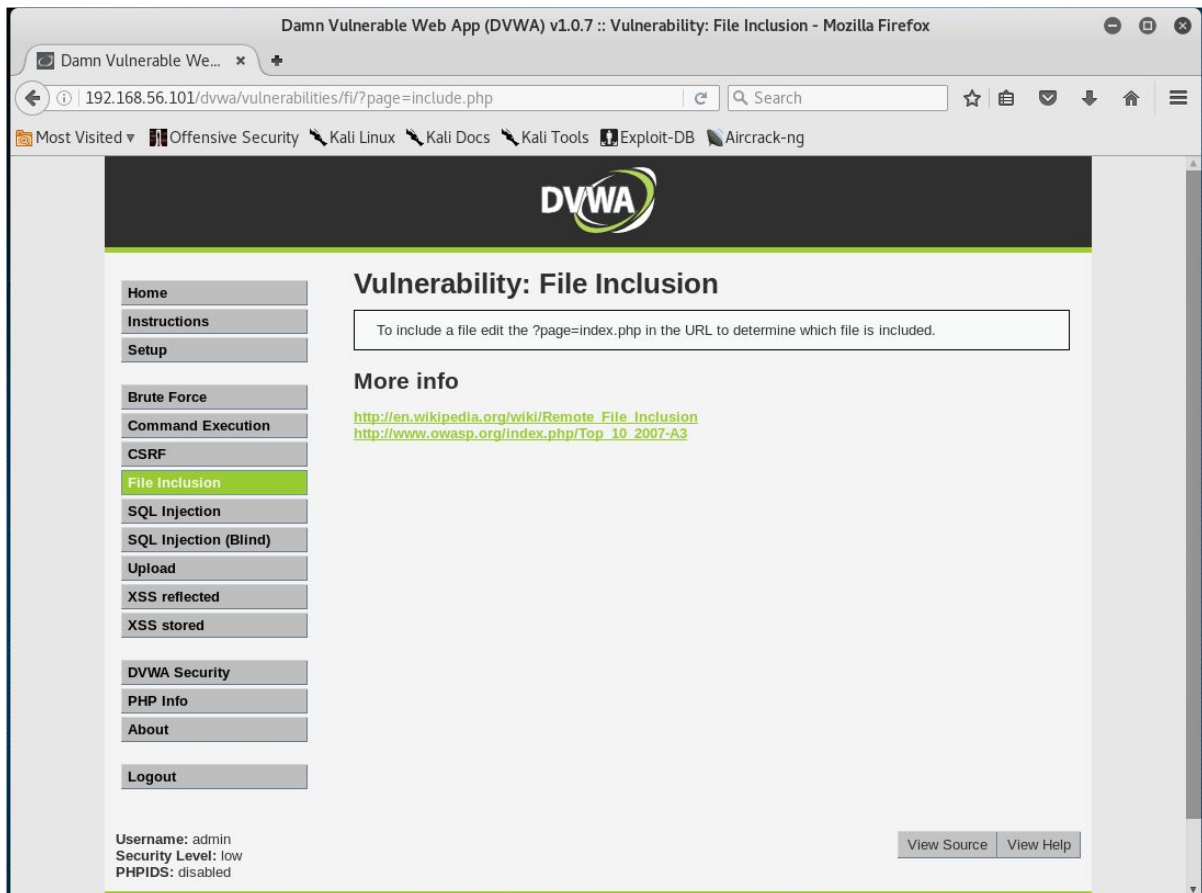 Damn Vulnerable Web App (DVWA) v1.0.7 :: Vulnerability: File Inclusion - Mozilla Firefox
Damn Vulnerable We...
192.168.56.101/dvwa/vulnerabilities/fi/?page=include.php
Search
Most Visited
Offensive Security
Kali Linux
Kali Docs
Kali Tools
Exploit-DB
Aircrack-ng
DVWA
Home
Instructions
Setup
Brute Force
Command Execution
CSRF
File Inclusion
SQL Injection
SQL Injection (Blind)
Upload
XSS reflected
XSS stored
DVWA Security
PHP Info
About
Logout
Vulnerability: File Inclusion
To include a file edit the ?page=index.php in the URL to determine which file is included.
More info
http://en.wikipedia.org/wiki/Remote_File_Inclusion
http://www.owasp.org/index.php/Top_10_2007-A3
Username: admin
Security Level: low
PHPIDS: disabled
View Source
View Help